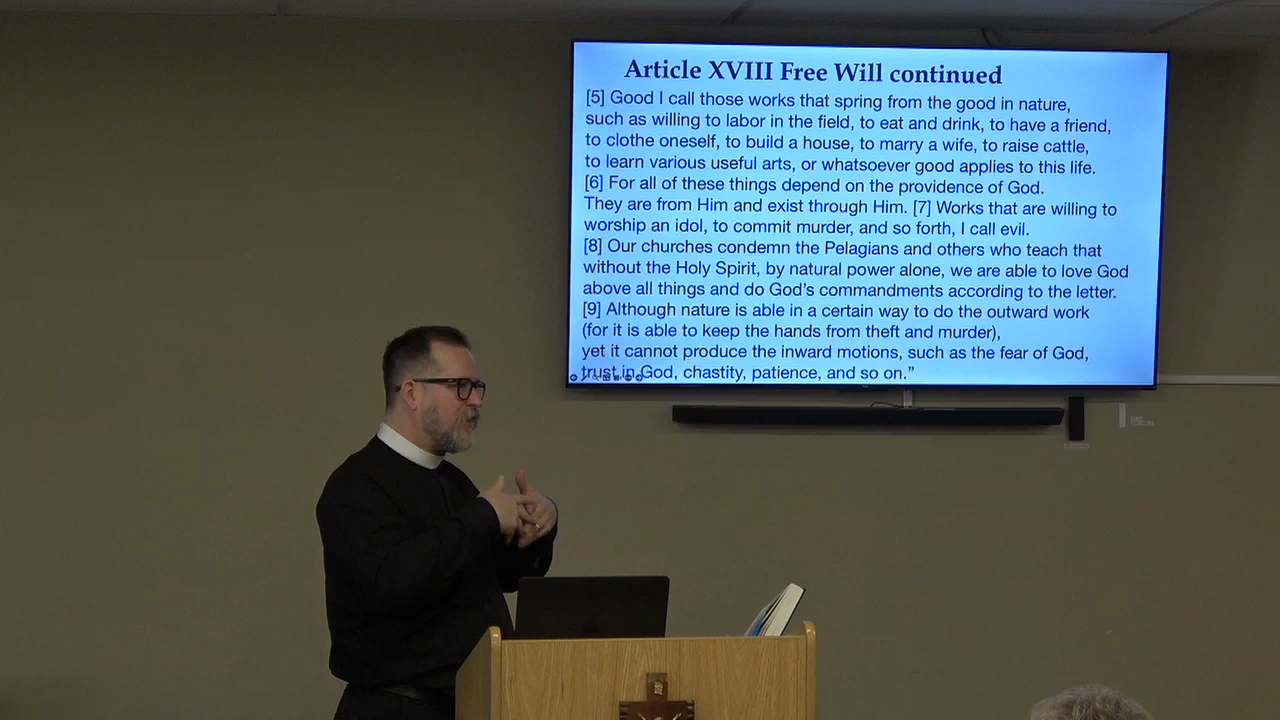 Article XVIII Free Will continued
[5] Good I call those works that spring from the good in nature,
such as willing to labor in the field, to eat and drink, to have a friend,
to clothe oneself, to build a house, to marry a wife, to raise cattle,
to learn various useful arts, or whatsoever good applies to this life.
[6] For all of these things depend on the providence of God.
They are from Him and exist through Him. [7] Works that are willing to
worship an idol, to commit murder, and so forth, I call evil.
[8] Our churches condemn the Pelagians and others who teach that
without the Holy Spirit, by natural power alone, we are able to love God
above all things and do God's commandments according to the letter.
[9] Although nature is able in a certain way to do the outward work
(for it is able to keep the hands from theft and murder),
yet it cannot produce the inward motions, such as the fear of God,
trust in God, chastity, patience, and so on.”